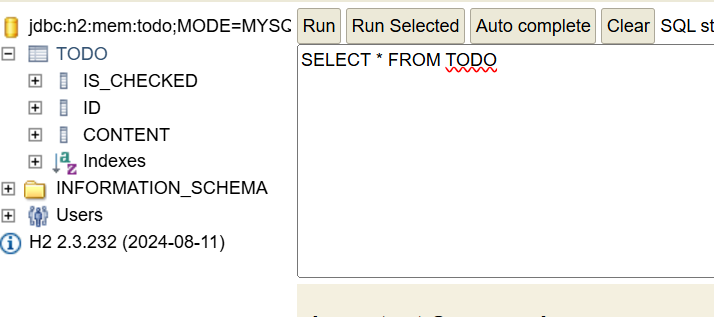 jdbc:h2:mem:todo;MODE=MYSQ
Run Run Selected Auto complete Clear SQL st
TODO
IS_CHECKED
ID
CONTENT
Indexes
INFORMATION_SCHEMA
Users
H2 2.3.232 (2024-08-11)
SELECT * FROM TODO